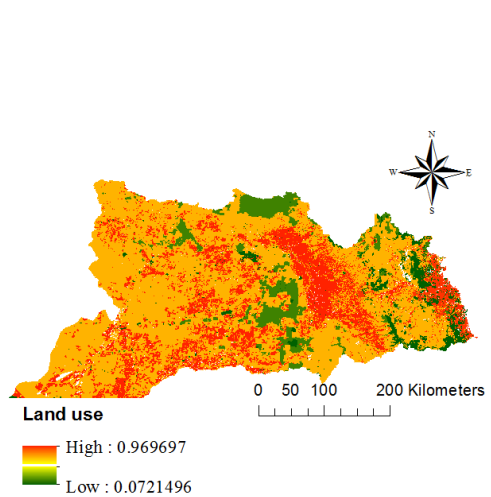 N
W E
S
0 50 100 200 Kilometers
Land use
High : 0.969697
Low : 0.0721496